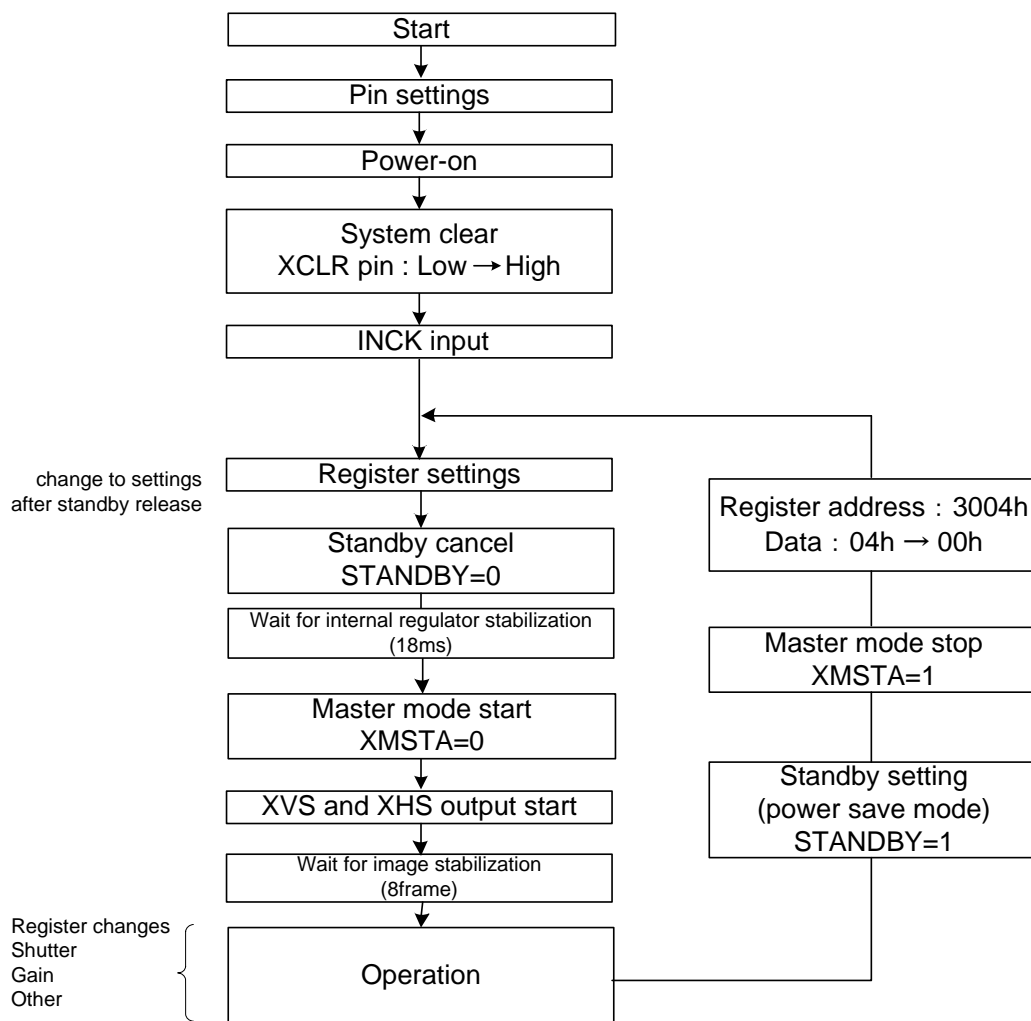 Start
Pin settings
Power-on
System clear
XCLR pin : Low → High
INCK input
change to settings
after standby release
Register settings
Standby cancel
STANDBY=0
Wait for internal regulator stabilization
(18ms)
Master mode start
XMSTA=0
XVS and XHS output start
Wait for image stabilization
(8frame)
Register changes
Shutter
Gain
Other
Operation
Register address : 3004h
Data : 04h → 00h
Master mode stop
XMSTA=1
Standby setting
(power save mode)
STANDBY=1